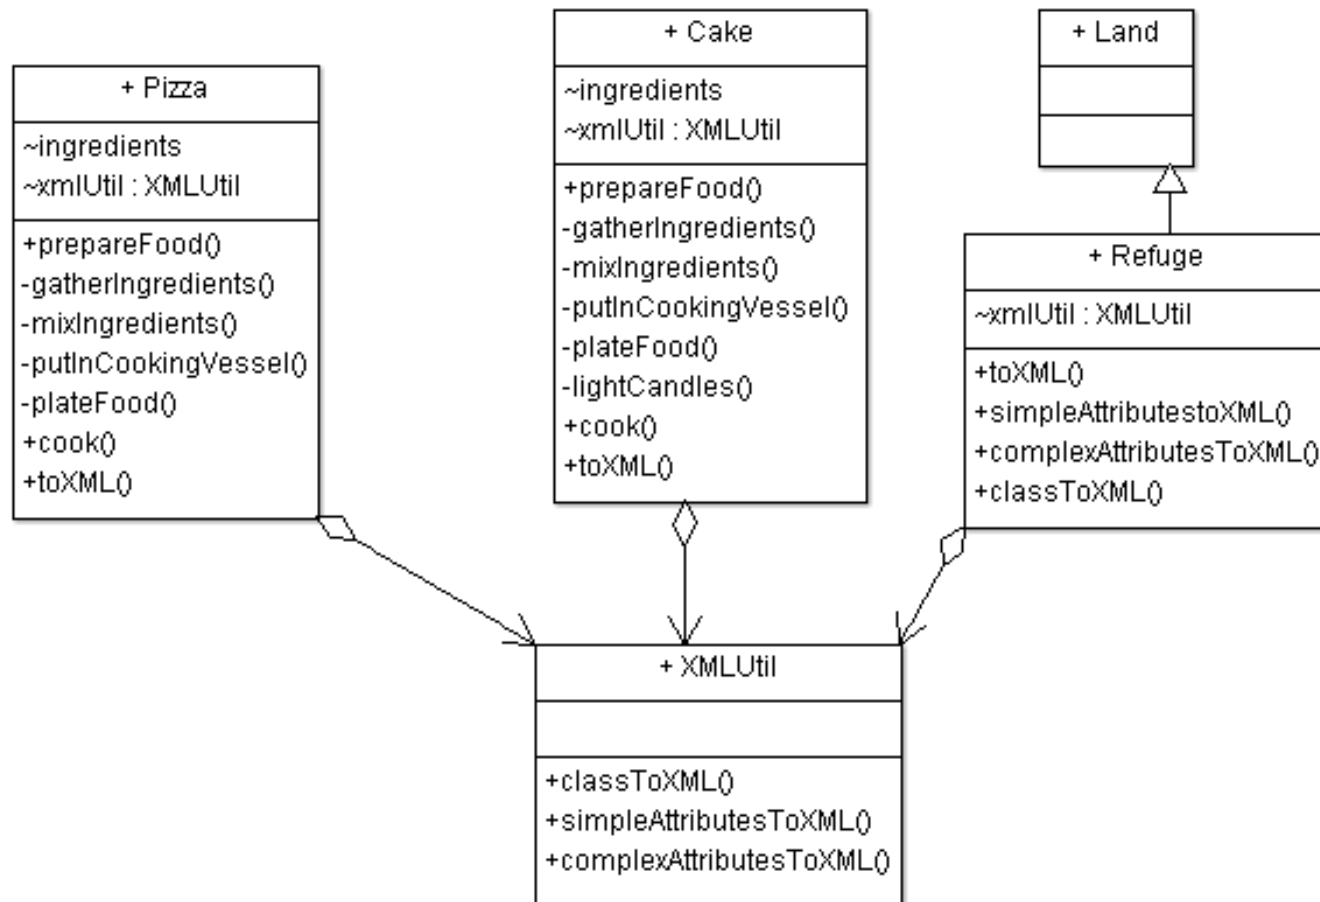 + Pizza
~ingredients
~xmlUtil : XMLUtil
+prepareFood()
-gatherIngredients()
-mixIngredients()
-putInCookingVessel()
-plateFood()
+cook()
+toXML()
+ Cake
~ingredients
~xmlUtil : XMLUtil
+prepareFood()
-gatherIngredients()
-mixIngredients()
-putInCookingVessel()
-plateFood()
-lightCandles()
+cook()
+toXML()
+ Land
+ Refuge
~xmlUtil : XMLUtil
+toXML()
+simpleAttributestoXML()
+complexAttributesToXML()
+classToXML()
+ XMLUtil
+classToXML()
+simpleAttributesToXML()
+complexAttributesToXML()